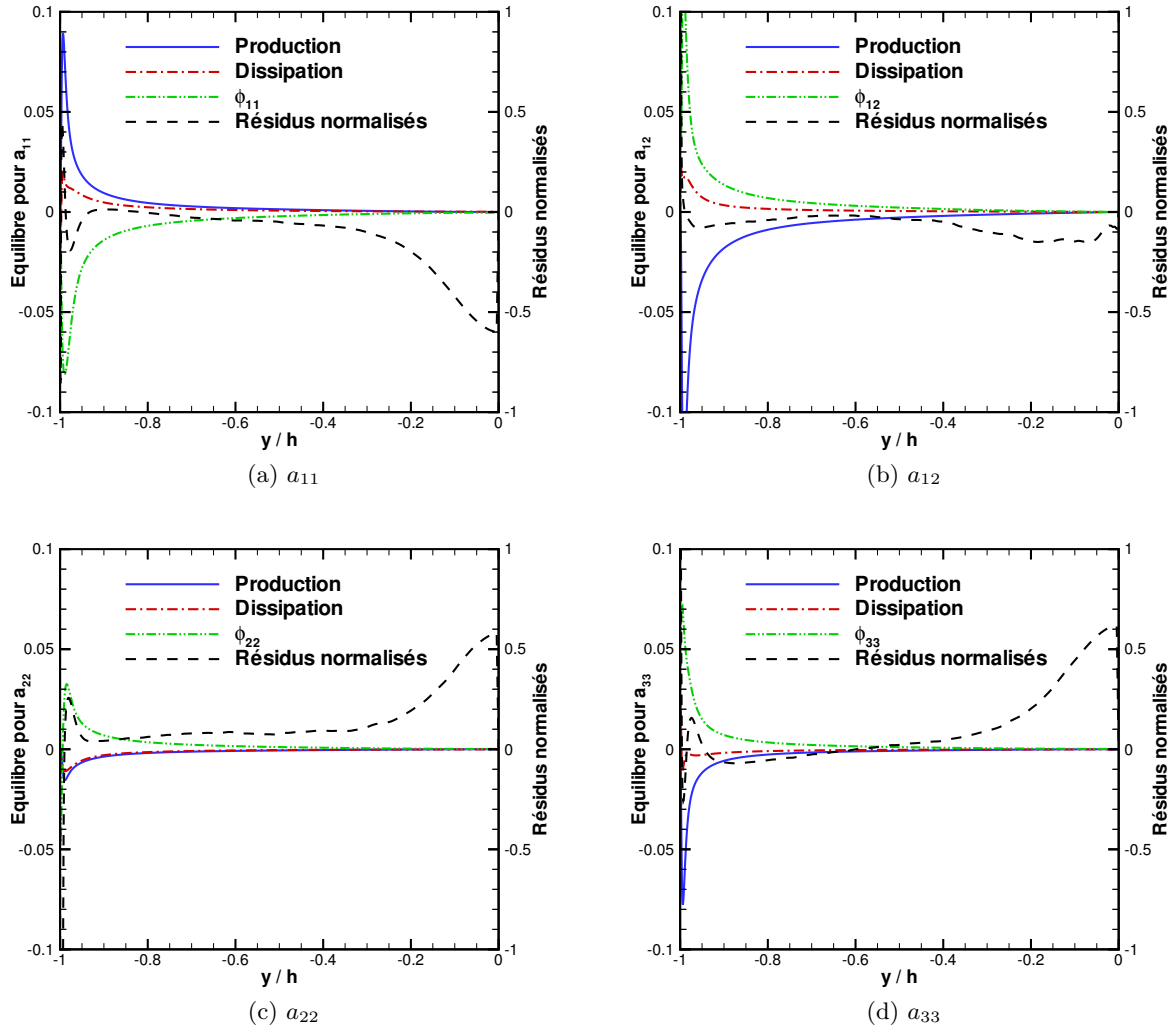 Production
Dissipation
ϕ11
Résidus normalisés
Equilibre pour a11
Résidus normalisés
0.1
0.05
0
-0.05
-0.1
1
0.5
0
-0.5
-1
-1 -0.8 -0.6 -0.4 -0.2 0
y / h
(a) a11
Production
Dissipation
ϕ12
Résidus normalisés
Equilibre pour a12
Résidus normalisés
0.1
0.05
0
-0.05
-0.1
1
0.5
0
-0.5
-1
-1 -0.8 -0.6 -0.4 -0.2 0
y / h
(b) a12
Production
Dissipation
ϕ22
Résidus normalisés
Equilibre pour a22
Résidus normalisés
0.1
0.05
0
-0.05
-0.1
1
0.5
0
-0.5
-1
-1 -0.8 -0.6 -0.4 -0.2 0
y / h
(c) a22
Production
Dissipation
ϕ33
Résidus normalisés
Equilibre pour a33
Résidus normalisés
0.1
0.05
0
-0.05
-0.1
1
0.5
0
-0.5
-1
-1 -0.8 -0.6 -0.4 -0.2 0
y / h
(d) a33